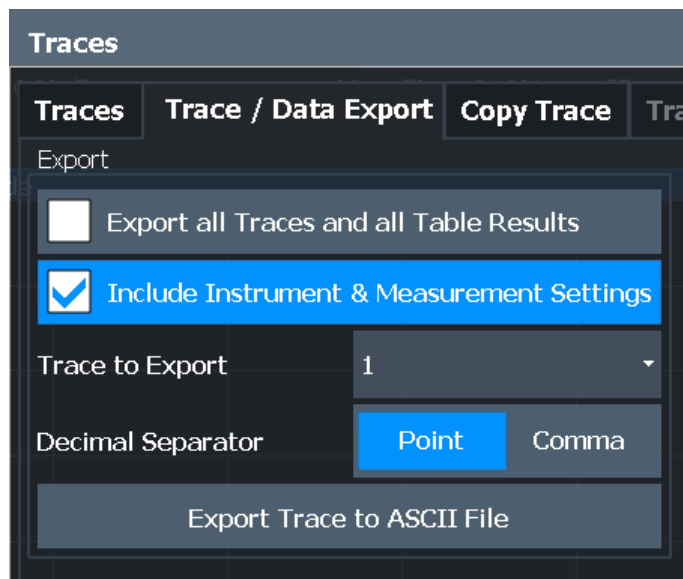 Traces
Traces
Trace / Data Export
Copy Trace
Export
Export all Traces and all Table Results
Include Instrument & Measurement Settings
Trace to Export
1
Decimal Separator
Point
Comma
Export Trace to ASCII File